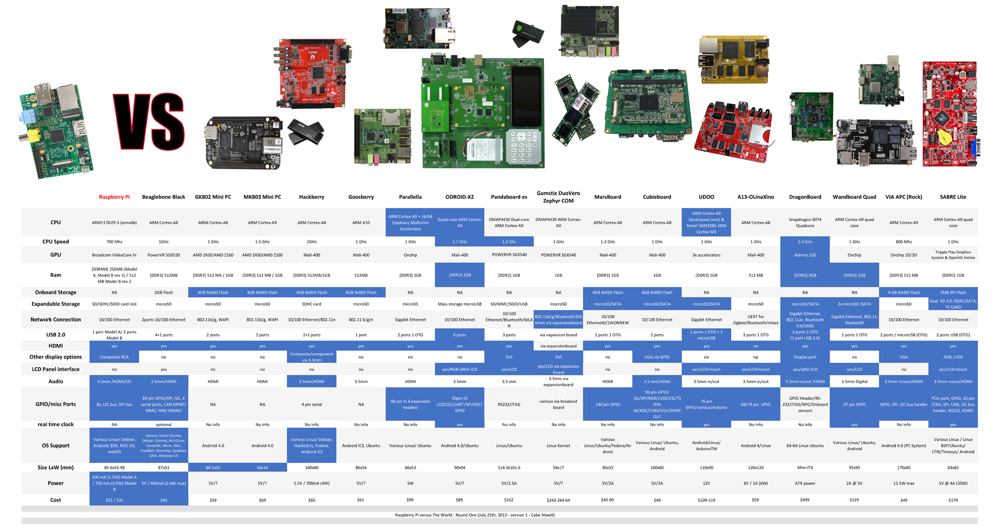 VS
Raspberry Pi Beaglebone Black GK802 Mini PC MK803 Mini PC Hackberry Goosberry Parallella ODROID-X2 Pandaboard es Gumstix DuoVero Zephyr COM MarsBoard Cubieboard UDOO A13-OLinuXino DragonBoard Wandboard Quad VIA APC (Rock) SABRE Lite
CPU ARM1176JZF-S (armv6k) ARM Cortex-A8 AlRM Cortex-A8 ARM Cortex-A9 ARM Cortex-A8 ARM A10 ARM Cortex-A9 + 16/64 Epiphany Multicore Accelerator Quad-core ARM Cortex-A9 OMAP4430 Dual-core ARM Cortex-A9 OMAP4430 ARM Cortex-A9 ARM Cortex-A8 ARM Cortex-A8 ARM Cortex-A9 (dual/quad core) & Atmel SAM3X8E ARM Cortex-M3 ARM Cortex-A8 Snapdragon 8074 Quadcore ARM Cortex-A9 quad core ARM Cortex-A9 ARM Cortex-A9 quad core
CPU Speed 700 Mhz 1GHz 1 GHz 1.5 GHz 1GHz 1 GHz 1 GHz 1.7 GHz 1.2 Ghz 1 GHz 1.2 GHz 1 GHz 1 GHz 1 GHz 2.3 GHz 1 GHz 800 Mhz 1 GHz
GPU Broadcom VideoCore IV PowerVR SGX530 AMD Z430/AMD Z160 AMD Z430/AMD Z160 Mali-400 Mali-400 Onchip Mali-400 POWERVR SGX540 POWERVR SGX540 Mali-400 Mali-400 3x accelerators Mali-400 Adreno 330 Onchip Onchip 2D/3D Tripple Play Graphics System & OpenVG Vertex
Ram [SDRAM] 256MB (Model A, Model B rev 1) / 512 MB Model B rev 2 [DDR3] 512MB [DDR3] 512 MB / 1GB [DDR3] 512 MB / 1GB [DDR3] 512MB/1GB 512MB [DDR3] 1GB [DDR2] 2GB [DDR2] 1GB 1GB [DDR3] 1GB 1GB [DDR3] 1GB 512 MB [DDR3] 2GB [DDR3] 2GB [DDR3] 512 MB [DDR3] 1GB
Onboard Storage NA 2GB Flash 4GB NAND Flash 4GB NAND Flash 4GB NAND Flash 4GB NAND Flash NA NA NA NA 4GB NAND Flash 4GB NAND Flash NA NA NA NA 4 GB NAND Flash 2MB SPI Flash
Expandable Storage SD/SDHC/SDIO card slot microSD microSD microSD SDHC card microSD microSD Mass storage microUSB SD/MMC/SDIO/USB mocroSD microCD/SATA microSD/SATA microSD/SATA microSD microSD/SATA 2x microSD /SATA microSD Dual SD 3.0 /SDXC/SATA, TF CARD
Network Connection 10/100 Ethernet 2ports 10/100 Ethernet 802.11b/g, WAPI 802.11b/g, WAPI 10/100 Ethernet/802.11n 802.11 b/g/n Gigabit Ethernet 10/100 Ethernet 10/100 Ethernet/Bluetooth/WLAN 802.11b/g/Bluetooth/Ethernet via expansionboard 10/100 Ethernet0/1WONNEW 10/100 Ethernet Gigabit Ethernet UEXT for Zigbee/Bluetooth/relays Gigabit Ethernet, 802.11ac, Bluetooth 4.0/GNSS Gigabit Ethernet, 802.11, Bluetooth 10/100 Ethernet 10/100 Ethernet
USB 2.0 1 port Model A/ 2 ports Model B 4+1 ports 2 ports 2 ports 2+1 ports 1 port 2 ports 1 OTG 6 ports 3 ports via expansion board 2 ports 1 OTG 2 ports 2 ports 1 OTG + 2 microUSB 3 ports 1 OTG 2 ports 1 OTG (1 port USB 3.0) 1 ports 1 OTG 2 ports / microUSB (OTG) 2 ports USB (OTG)
HDMI yes yes yes yes yes yes yes yes yes via expansionboard yes yes yes no yes yes yes yes
Other display options Composite RCA no no no Composite/component via 3.5mm no no no DVI DVI no VGA via GPIO no np Display port no VGA RGB, LVDS
LCD Panel interface no yes no no no no no yes/RGB-24bit LCD yes/LCD yes/LCD via expansion board no no yes/LCD+touch yes/LCD+touch yes/qHD LCD yes/LCD no yes/LCD+touch
Audio 3.5mm /HDMI/I2S 3.5mm/HDMI HDMI HDMI 3.5mm/HDMI 3.5mm HDMI 3.5mm 3.5 mm 3.5mm via expansionboard HDMI 3.5 mm/HDMI 3.5mm in/out 3.5mm in/out 3.5mm in/out /HDMI 3.5mm Digital 3.5mm in/out/HDMI 3.5mm in/out/HDMI
GPIO/misc Ports 8x, I2C bus, SPI bus 69 pin GPIO/SPI, I2C, 4 serial ports, CAN GPMC/ MMC/ AIN/ XDMA/ NA NA 4 pin serial NA 48 pin in 4 expansion headers 50pin IO LCD/I2C/UART/SPI/ADC/GPIO RS232/JTAG various via breakout board 140 pin GPIO 96 pin GPIO/ I2c/SPI/RGB/LVDS/CSI/TS/FM-IN/ADC/CVBS/VGA/SPDIF OUT 76 pin GPIO/various/Arduino 68/74 pin GPIO GPIO Header/RS-232/JTAG/NFC/Onboard sensors 47 pin GPIO GPIO, SPI, I2C bus header PCIe port, GPIO, 10-pin JTAG, SPI, CAN, I2C bus header, RS232, RS485
real time clock NA optional No info No info No info No info No info yes No info No info No info No info yes No info No info yes No info yes
OS Support Various Linux/ Debian, Android, BSD, RISC OS, webOS Various Linux/ Ubuntu, Debian, Gentoo, ArchLinux, LinuxCNC, Minix, XNU, FreeBSD, Nintendo, Symbian, QNX, Windows CE Android 4.0 Android 4.0 Various Linux/ Debian, Hackb3rry, Fedora, Android ICS Android ICS, Ubuntu Various Linux/ Ubuntu Android 4.0/Ubuntu Linux/Ubuntu Linux Kernet Various Linux/Ubuntu/Fedora/Android Various Linux/ Ubuntu, Android Android/Linux/ ArduinoTM Android 4/Linux 64-bit Linux Ubuntu Various Linux/ Ubuntu, Android Android 4.0 (PC System) Various Linux / Linux BSP/Ubuntu/ LTIB/Timesys/ Android
Size LxW (mm) 85.6x53.98 87x53 88.5x35 56x34 100x80 86x54 86x53 90x94 114.3x101.6 58x17 80x55 100x60 110x90 120x120 Mini-ITX 95x95 170x85 83x83
Power 300 mA (1.5W) Model A / 700 mA (3.5W) Model B 5V / 460mA (2.4W max) 5V/? 5V/? 5.5V / 700mA (4W) 5V/? 5W 5V/? 5V/2.5A 5V/? 5V/2A 5V/2A 12V 6V / 1A (6W) ATX power 2A @ 5V 13.5W max 5V @ 4A (20W)
Cost $25 / $35 $45 $59 $69 $65 $61 $99 $89 $162 $242-264 kit $49.90 $49 $109-119 $59 $499 $129 $49 $179
Raspberry Pi versus The World : Round One (July 25th, 2013 - version 1 - Cabe Atwell)